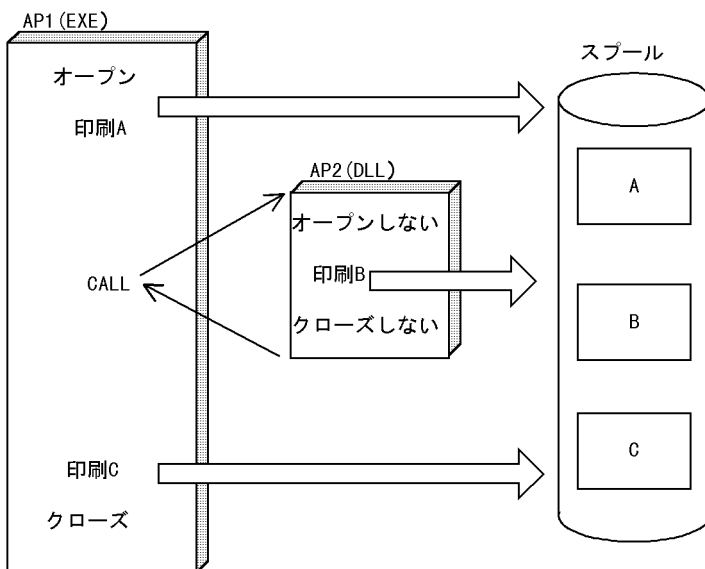 AP1(EXE)
オープン
印刷A
CALL
印刷C
クローズ
AP2(DLL)
オープンしない
印刷B
クローズしない
スプール
A
B
C